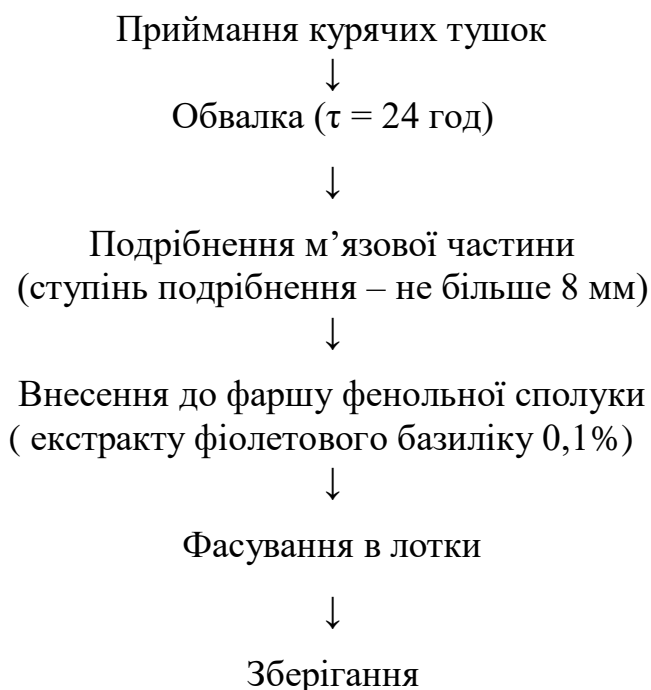 Приймання курячих тушок
↓
Обвалка (τ = 24 год)
↓
Подрібнення м’язової частини
(ступінь подрібнення – не більше 8 мм)
↓
Внесення до фаршу фенольної сполуки
( екстракту фіолетового базиліку 0,1%)
↓
Фасування в лотки
↓
Зберігання